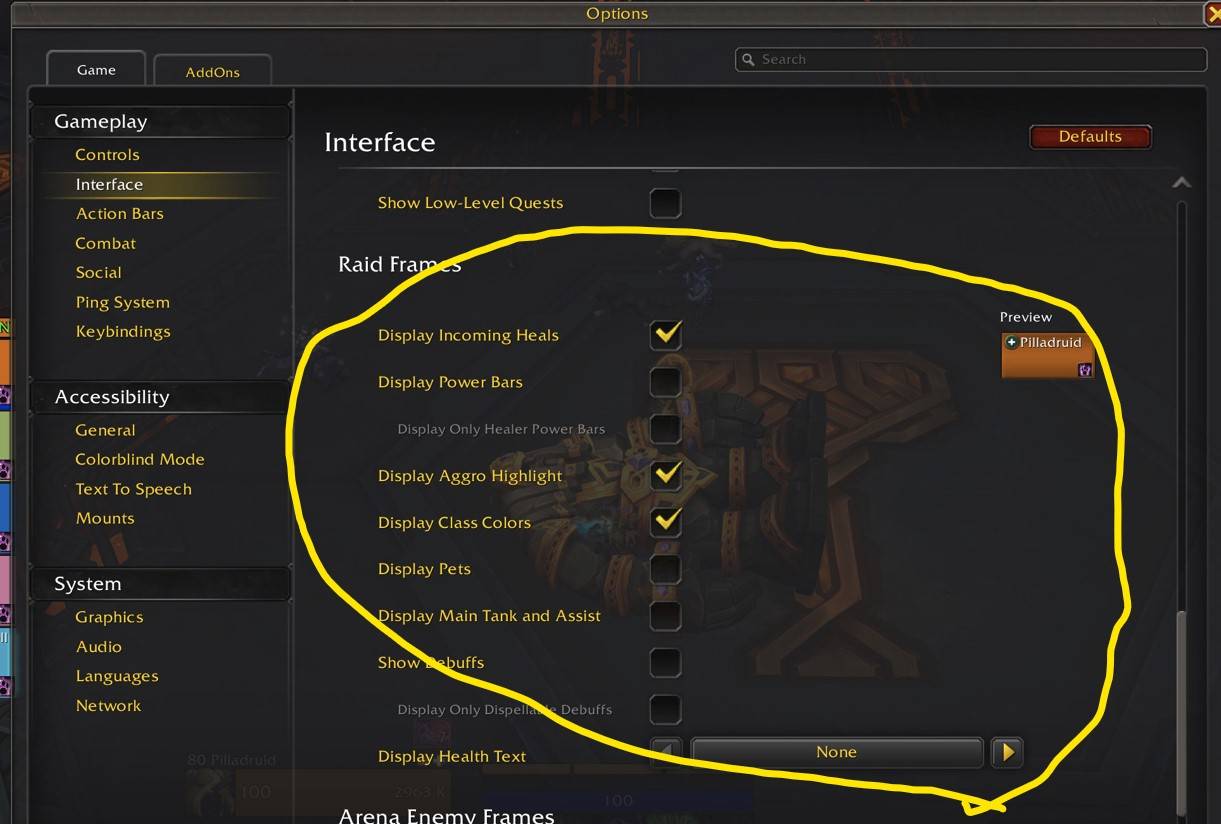 Options
Game
AddOns
Search
Gameplay
Controls
Interface
Action Bars
Combat
Social
Ping System
Keybindings
Accessibility
General
Colorblind Mode
Text To Speech
Mounts
System
Graphics
Audio
Languages
Network
Interface
Defaults
Show Low-Level Quests
Raid Frames
Preview
Pilladruid
Display Incoming Heals
Display Power Bars
Display Only Healer Power Bars
Display Aggro Highlight
Display Class Colors
Display Pets
Display Main Tank and Assist
Show Debuffs
Display Only Dispellable Debuffs
Display Health Text
None
80 Pilladruid
100
2963 K
100
Arena Enemy Frames